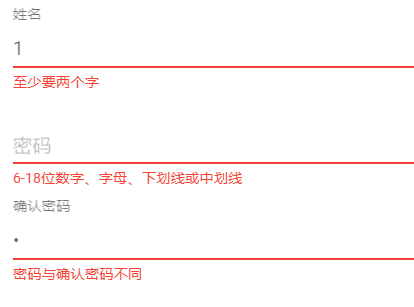 姓名
1
至少要两个字
密码
6-18位数字、字母、下划线或中划线
确认密码
•
密码与确认密码不同